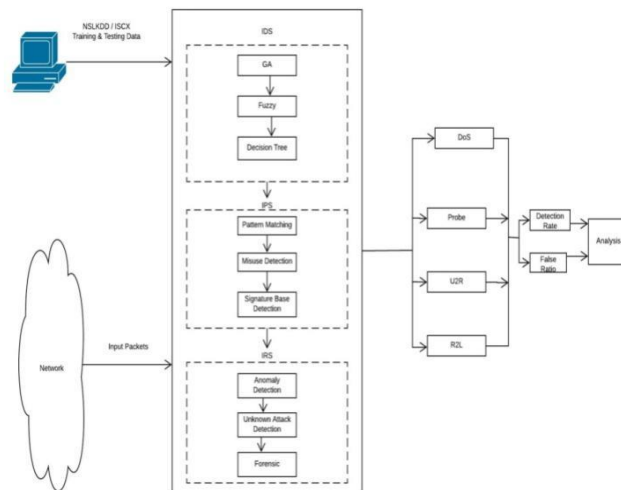 NSLKDD / ISCX
Training & Testing Data
IDS
GA
Fuzzy
Decision Tree
IPS
Pattern Matching
Misuse Detection
Signature Base
Detection
IRS
Anomaly
Detection
Unknown Attack
Detection
Forensic
Network
Input Packets
DoS
Probe
U2R
R2L
Detection
Rate
False
Ratio
Analysis